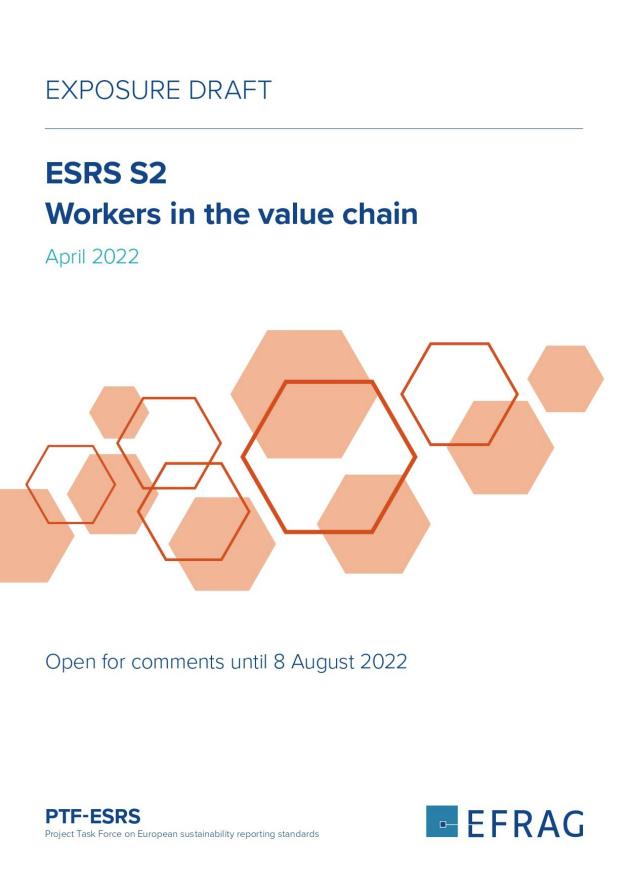 EXPOSURE DRAFT
ESRS S2
Workers in the value chain
April 2022
Open for comments until 8 August 2022
PTF-ESRS
Project Task Force on European sustainability reporting standards
EFRAG